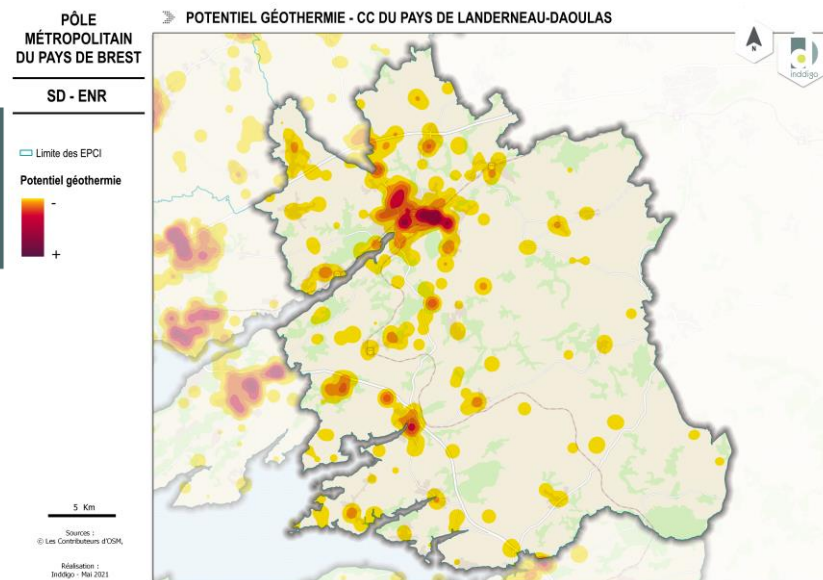 PÔLE
MÉTROPOLITAIN
DU PAYS DE BREST
SD - ENR
Limite des EPCI
Potentiel géothermie
-
+
5 Km
Sources :
© Les Contributeurs d'OSM,
Réalisation :
Inddigo - Mai 2021
POTENTIEL GÉOTHERMIE - CC DU PAYS DE LANDERNEAU-DAOULAS
N
inddigo